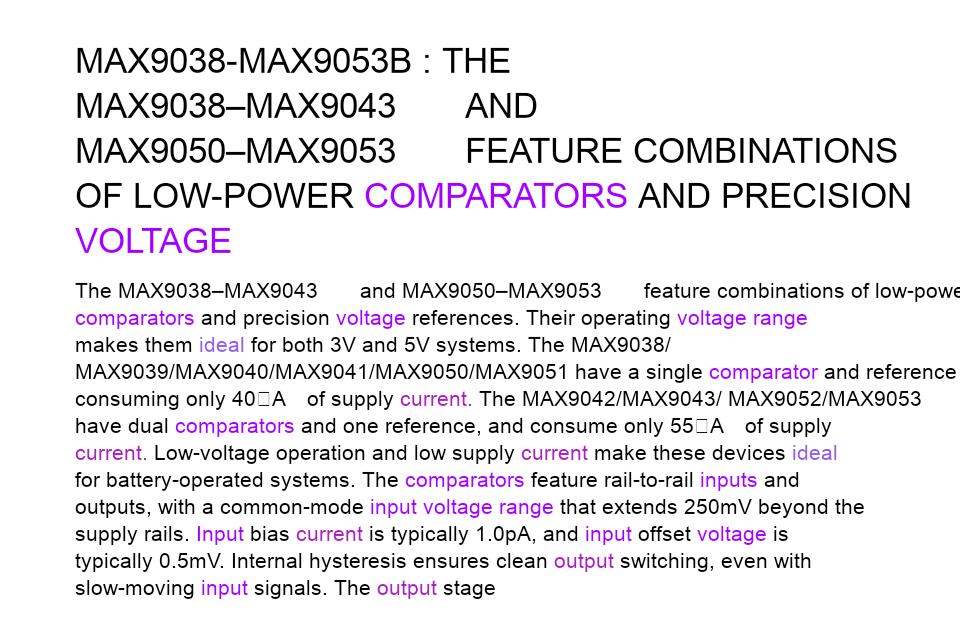 MAX9038-MAX9053B : THE
MAX9038–MAX9043 AND
MAX9050–MAX9053 FEATURE COMBINATIONS
OF LOW-POWER COMPARATORS AND PRECISION
VOLTAGE
The MAX9038–MAX9043 and MAX9050–MAX9053 feature combinations of low-powe
comparators and precision voltage references. Their operating voltage range
makes them ideal for both 3V and 5V systems. The MAX9038/
MAX9039/MAX9040/MAX9041/MAX9050/MAX9051 have a single comparator and reference
consuming only 40□A of supply current. The MAX9042/MAX9043/ MAX9052/MAX9053
have dual comparators and one reference, and consume only 55□A of supply
current. Low-voltage operation and low supply current make these devices ideal
for battery-operated systems. The comparators feature rail-to-rail inputs and
outputs, with a common-mode input voltage range that extends 250mV beyond the
supply rails. Input bias current is typically 1.0pA, and input offset voltage is
typically 0.5mV. Internal hysteresis ensures clean output switching, even with
slow-moving input signals. The output stage